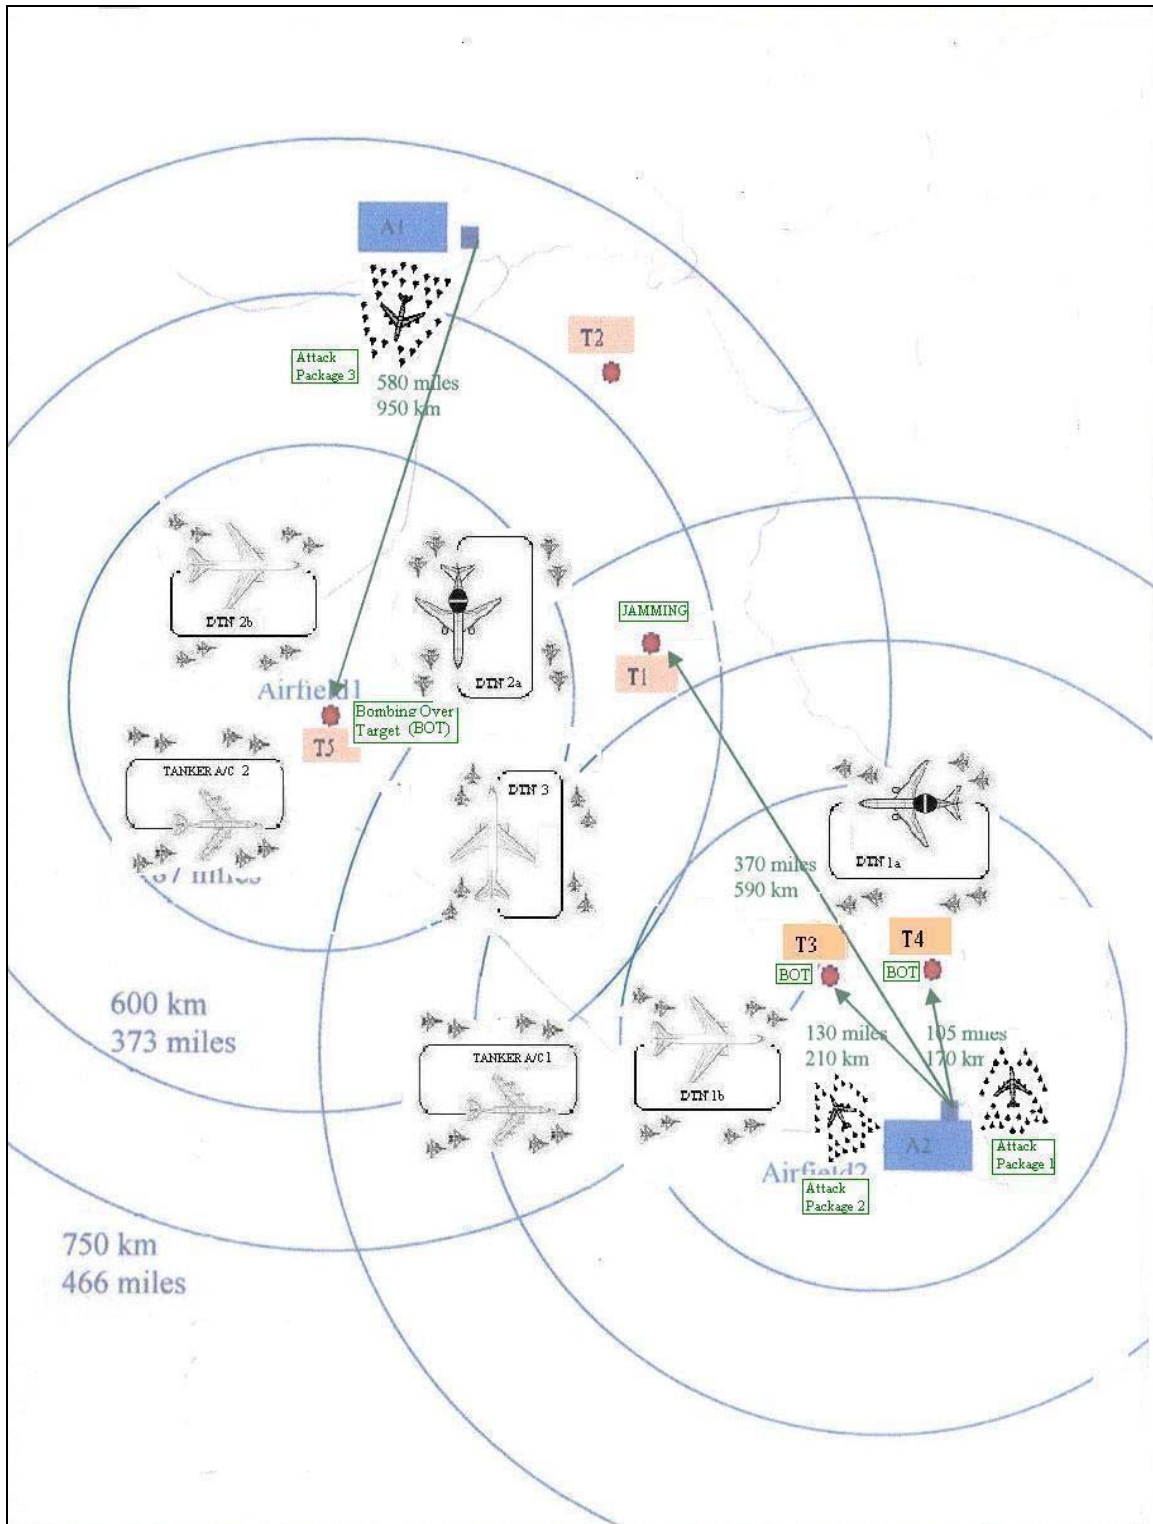 A1
T2
Attack
Package 3
580 miles
950 km
JAMMING
DTN 2b
DTN 2a
T1
Airfield1
Bombing Over
Target (BOT)
T5
TANKER A/C 2
DTN 3
DTN 1a
370 miles
590 km
miles
T3
T4
BOT
BOT
600 km
373 miles
130 miles
210 km
105 miles
170 km
TANKER A/C 1
DTN 1b
A2
Attack
Package 1
Airfield2
Attack
Package 2
750 km
466 miles